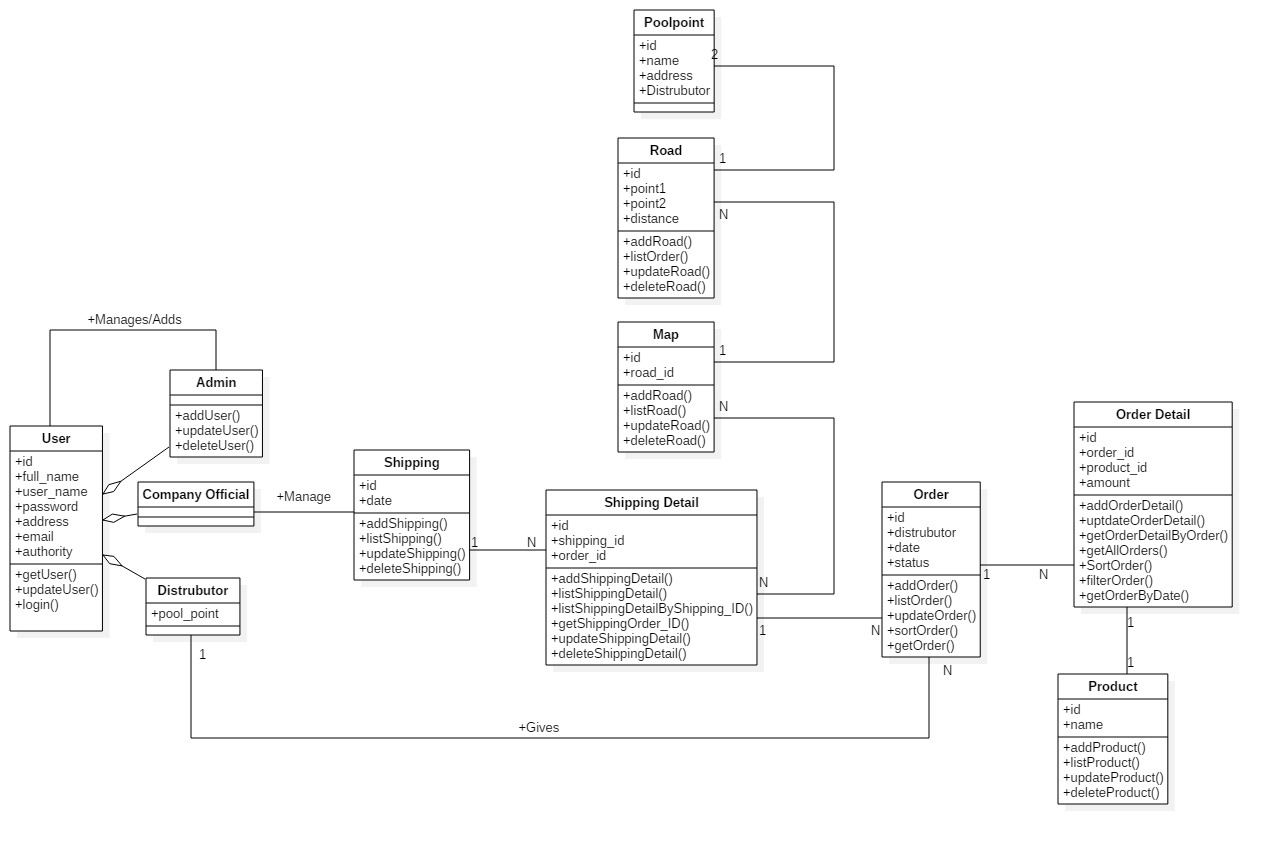 Poolpoint
+id
+name
+address
+Distrubutor
2
1
Road
+id
+point1
+point2
+distance
+addRoad()
+listOrder()
+updateRoad()
+deleteRoad()
N
1
Map
+id
+road_id
+addRoad()
+listRoad()
+updateRoad()
+deleteRoad()
N
+Manages/Adds
Admin
+addUser()
+updateUser()
+deleteUser()
User
+id
+full_name
+user_name
+password
+address
+email
+authority
+getUser()
+updateUser()
+login()
Company Official
+Manage
Distrubutor
+pool_point
1
Shipping
+id
+date
+addShipping()
+listShipping()
+updateShipping()
+deleteShipping()
1
N
Shipping Detail
+id
+shipping_id
+order_id
+addShippingDetail()
+listShippingDetail()
+listShippingDetailByShipping_ID()
+getShippingOrder_ID()
+updateShippingDetail()
+deleteShippingDetail()
N
1
N
Order
+id
+distrubutor
+date
+status
+addOrder()
+listOrder()
+updateOrder()
+sortOrder()
+getOrder()
1
N
N
+Gives
Order Detail
+id
+order_id
+product_id
+amount
+addOrderDetail()
+uptdateOrderDetail()
+getOrderDetailByOrder()
+getAllOrders()
+SortOrder()
+filterOrder()
+getOrderByDate()
1
1
Product
+id
+name
+addProduct()
+listProduct()
+updateProduct()
+deleteProduct()